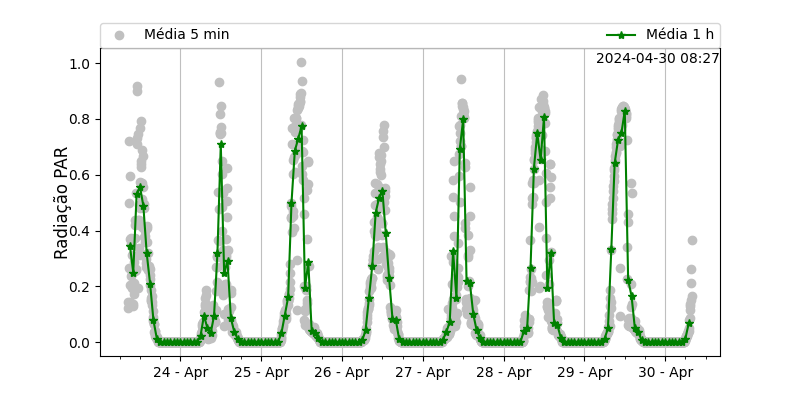 Média 5 min
Média 1 h
2024-04-30 08:27
Radiação PAR
1.0
0.8
0.6
0.4
0.2
0.0
24 - Apr
25 - Apr
26 - Apr
27 - Apr
28 - Apr
29 - Apr
30 - Apr